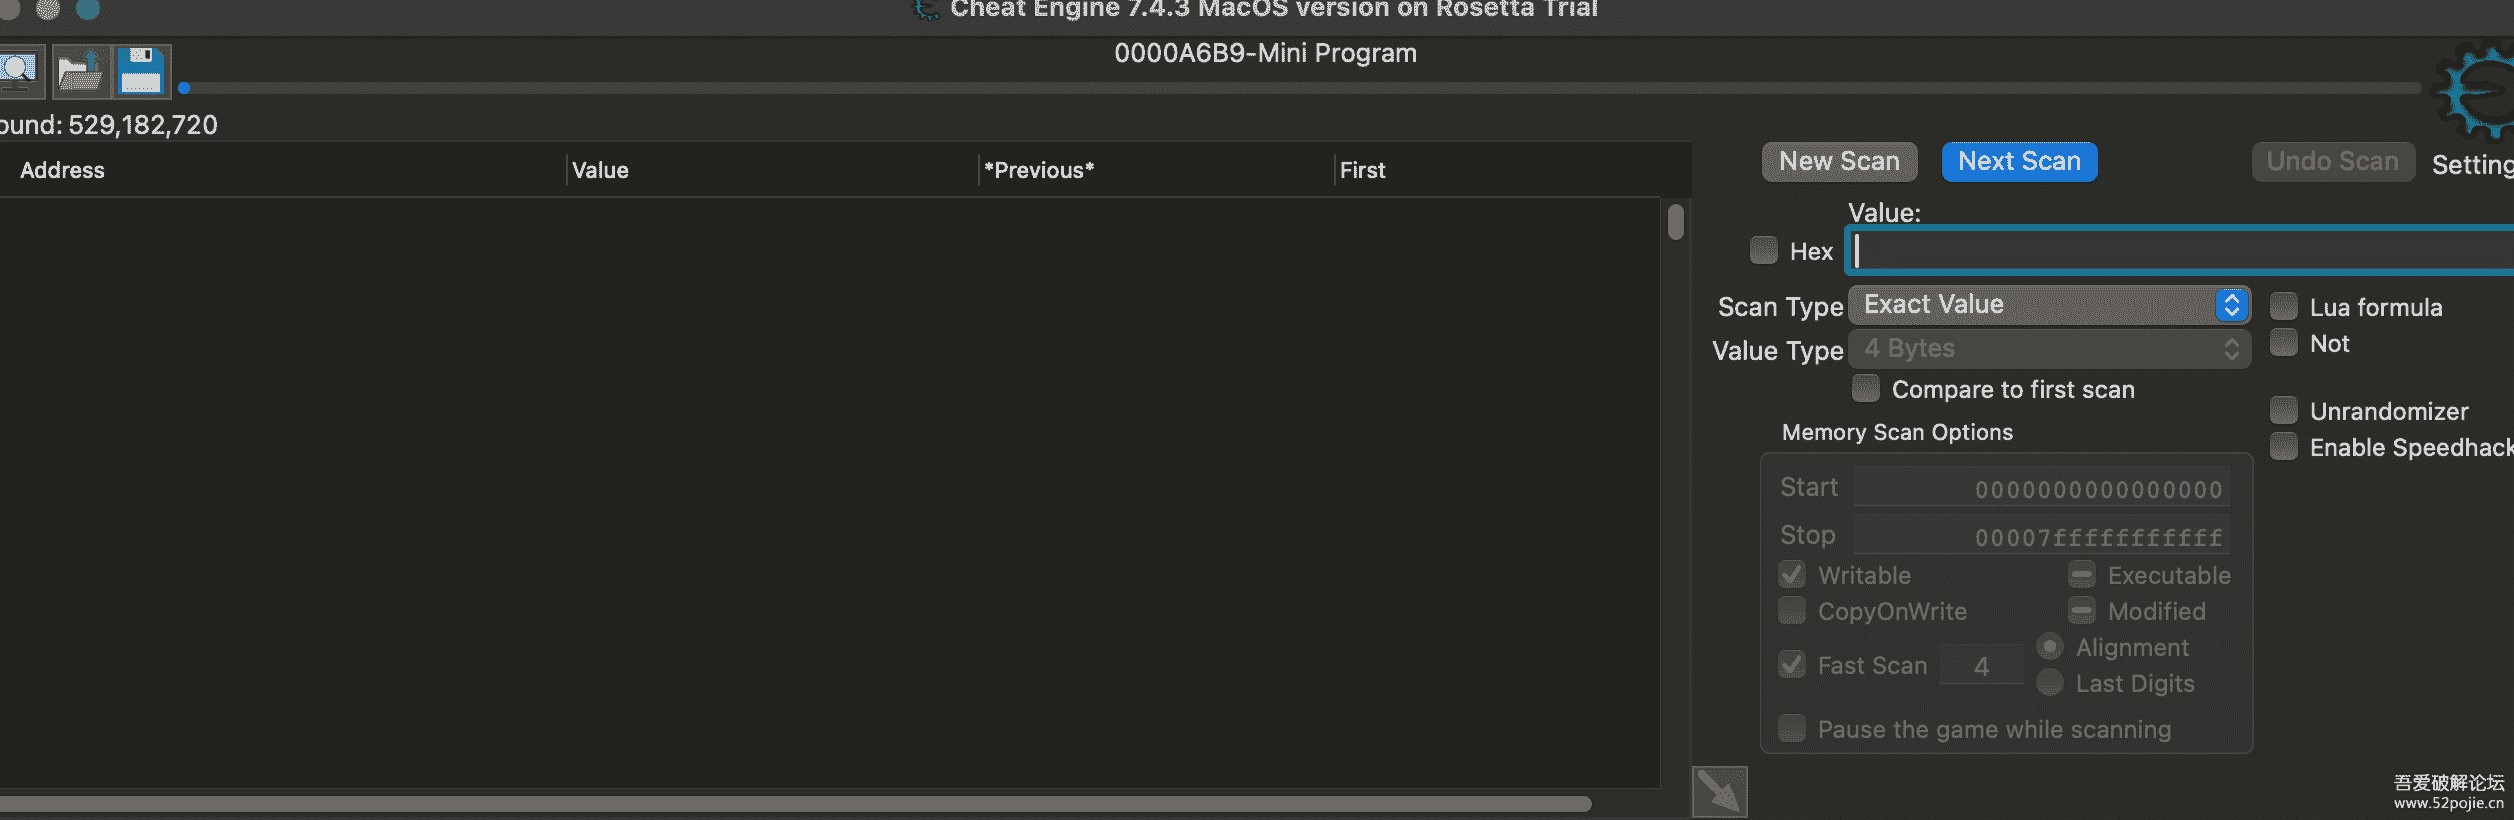 Cheat Engine 7.4.3 MacOS version on Rosetta Trial
0000A6B9-Mini Program
ound: 529,182,720
Address Value *Previous* First
New Scan Next Scan Undo Scan Setting
Value:
Hex
Scan Type Exact Value Lua formula
Value Type 4 Bytes Not
Compare to first scan
Unrandomizer
Memory Scan Options
Enable Speedhack
Start 0000000000000000
Stop 00007fffffffffff
Writable Executable
CopyOnWrite Modified
Fast Scan 4 Alignment
Last Digits
Pause the game while scanning
吾爱破解论坛
www.52pojie.cn